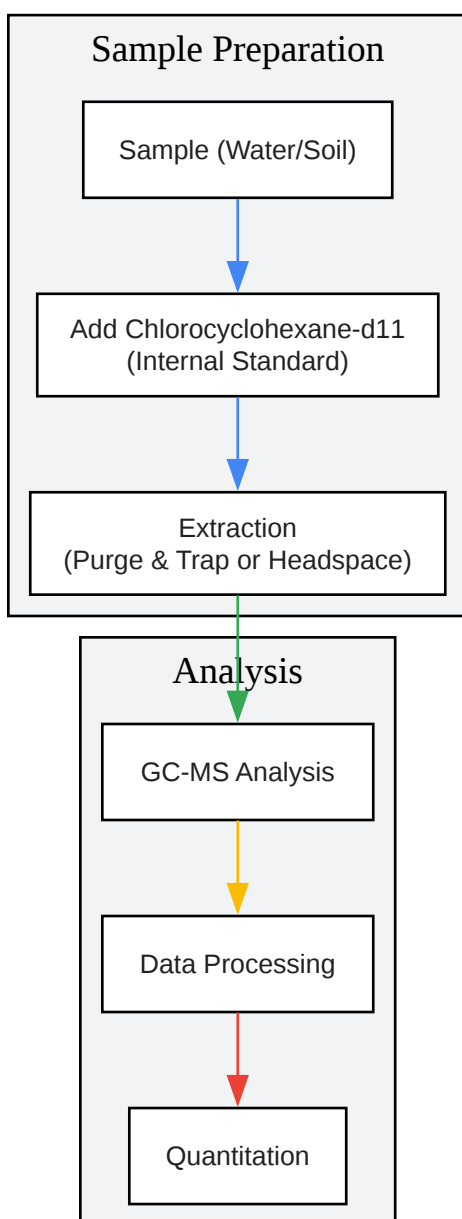 Sample Preparation
Sample (Water/Soil)
Add Chlorocyclohexane-d11
(Internal Standard)
Extraction
(Purge & Trap or Headspace)
Analysis
GC-MS Analysis
Data Processing
Quantitation